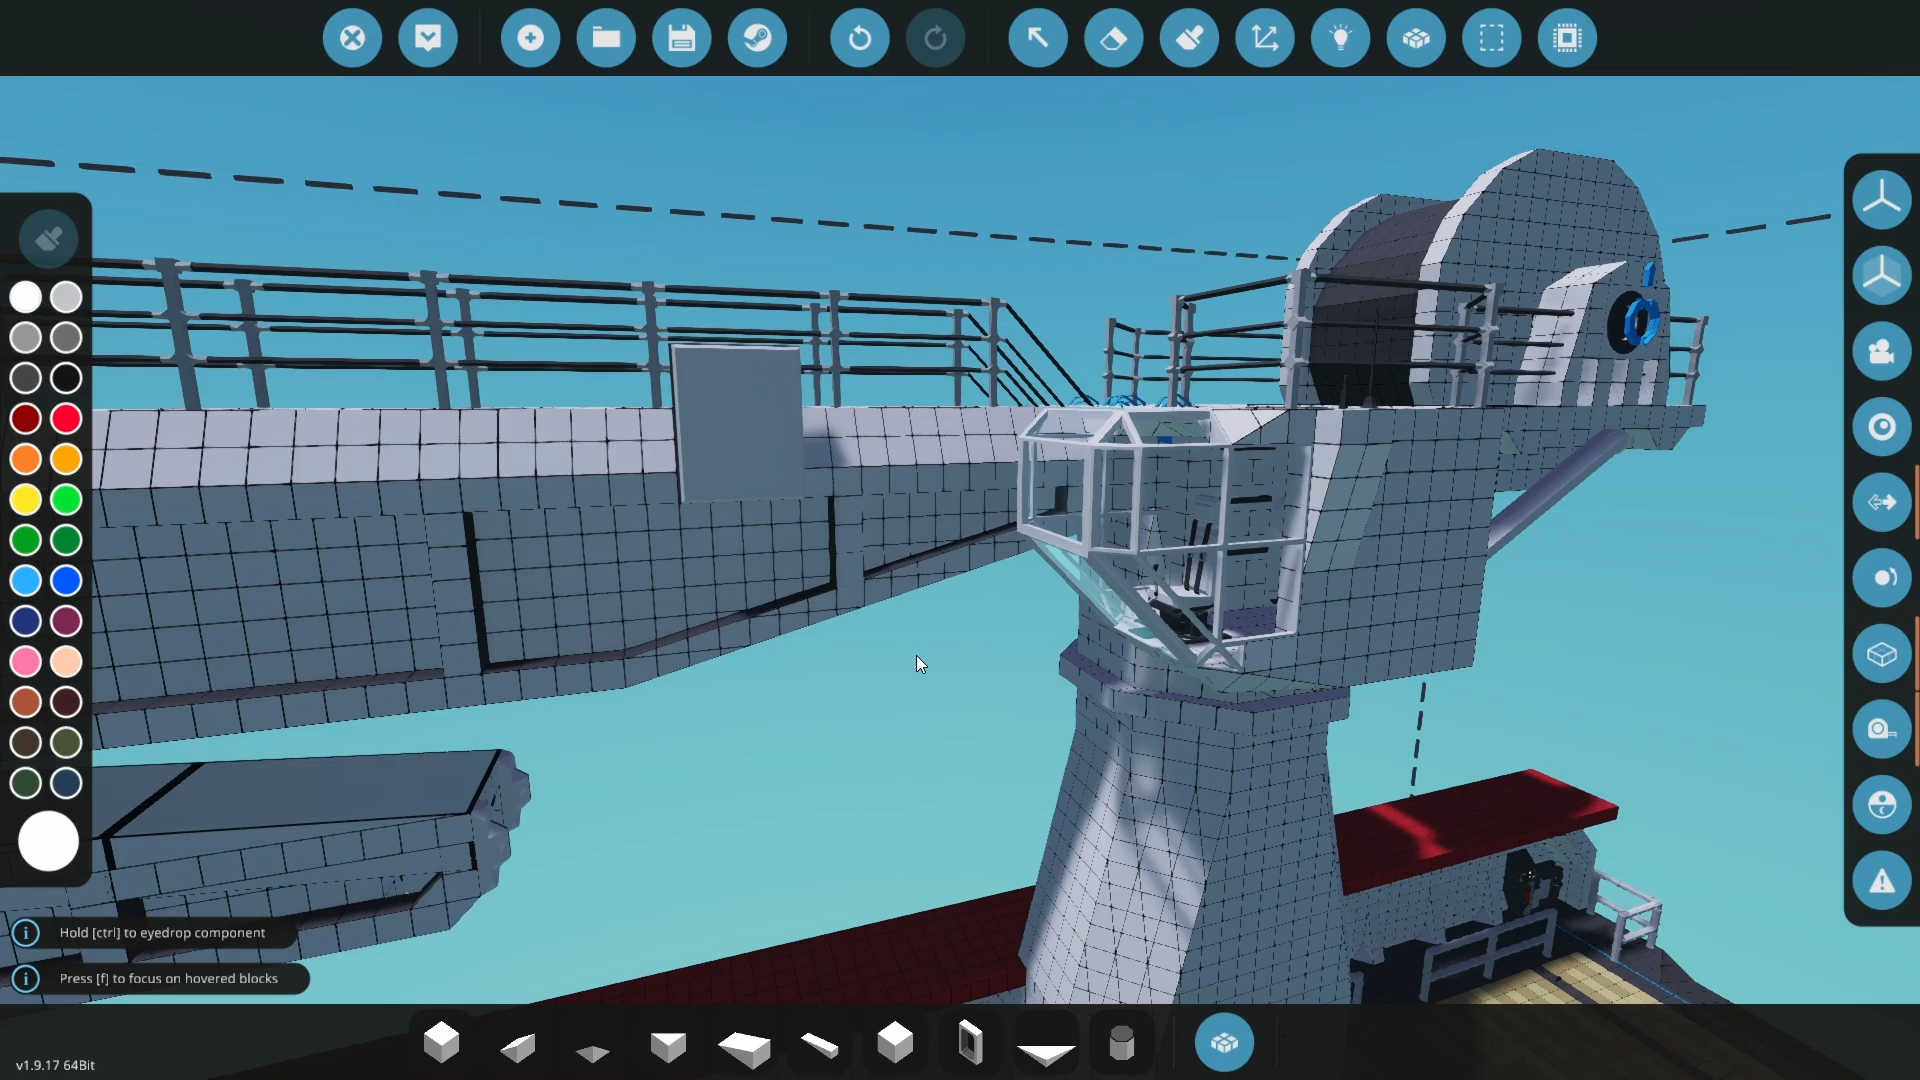 Hold [ctrl] to eyedrop component
Press [f] to focus on hovered blocks
v1.9.17 64Bit